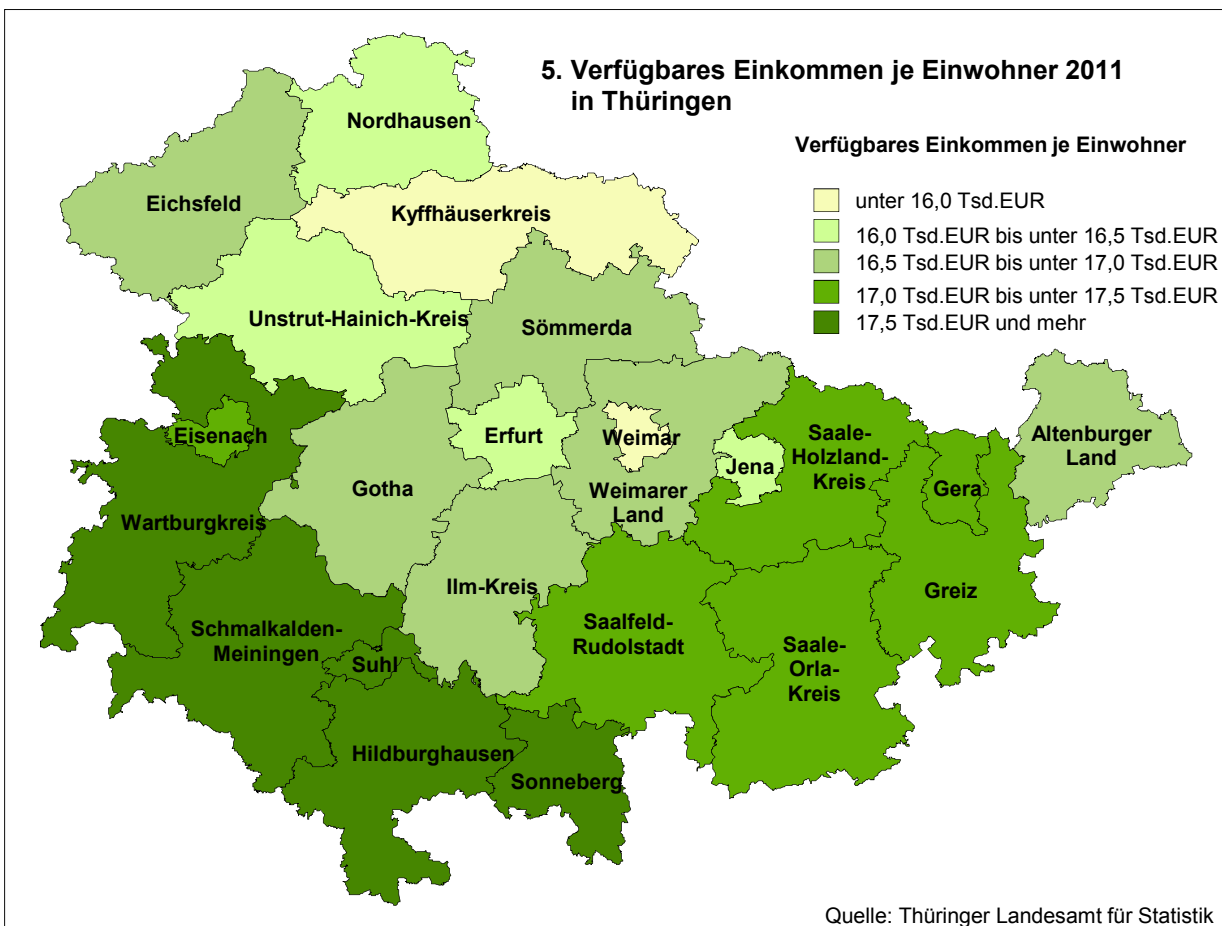 5. Verfügbares Einkommen je Einwohner 2011
in Thüringen
Verfügbares Einkommen je Einwohner
unter 16,0 Tsd.EUR
16,0 Tsd.EUR bis unter 16,5 Tsd.EUR
16,5 Tsd.EUR bis unter 17,0 Tsd.EUR
17,0 Tsd.EUR bis unter 17,5 Tsd.EUR
17,5 Tsd.EUR und mehr
Nordhausen
Eichsfeld
Kyffhäuserkreis
Unstrut-Hainich-Kreis
Sömmerda
Eisenach
Erfurt
Weimar
Jena
Saale-
Holzland-
Kreis
Altenburger
Land
Gotha
Weimarer
Land
Gera
Wartburgkreis
Ilm-Kreis
Greiz
Schmalkalden-
Meiningen
Suhl
Saalfeld-
Rudolstadt
Saale-
Orla-
Kreis
Hildburghausen
Sonneberg
Quelle: Thüringer Landesamt für Statistik